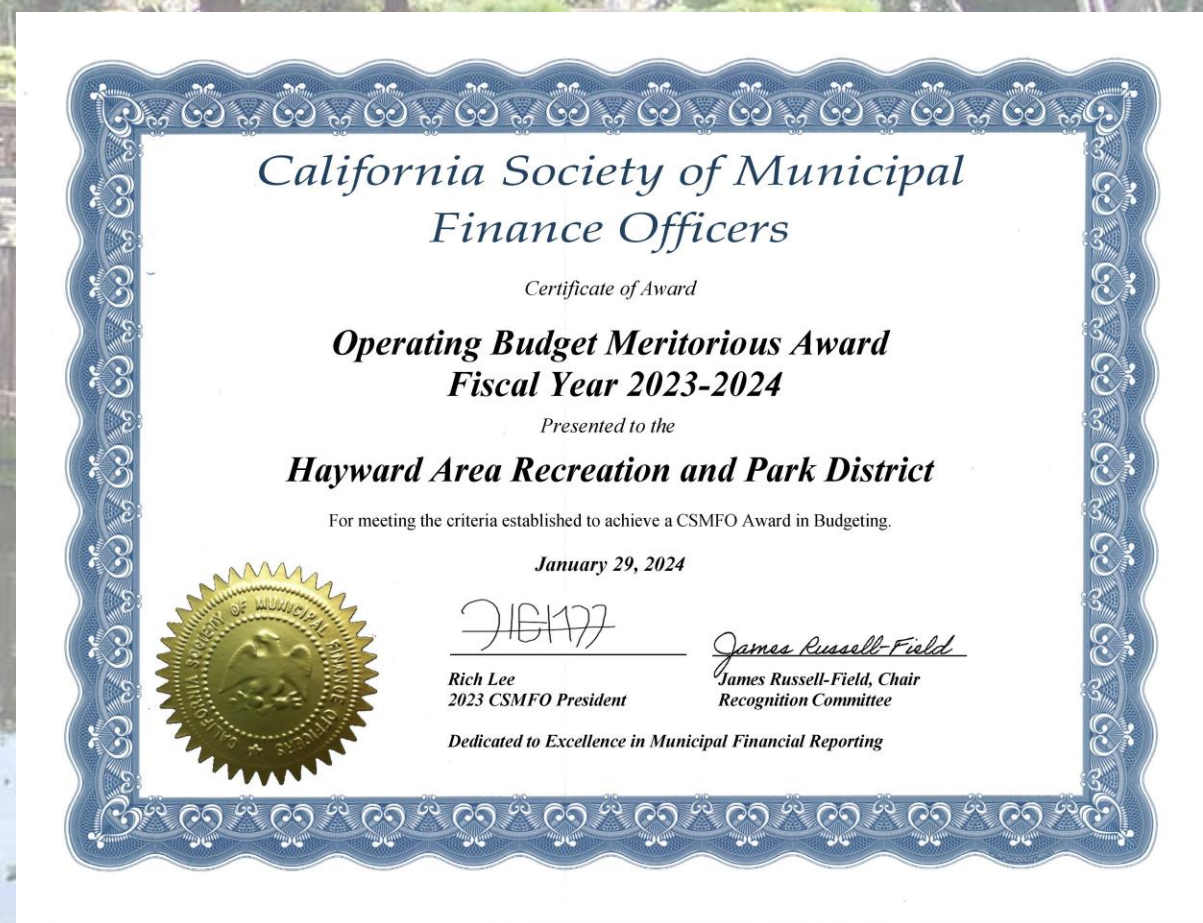 California Society of Municipal
Finance Officers
Certificate of Award
Operating Budget Meritorious Award
Fiscal Year 2023-2024
Presented to the
Hayward Area Recreation and Park District
For meeting the criteria established to achieve a CSMFO Award in Budgeting.
January 29, 2024
James Russell-Field
Rich Lee
2023 CSMFO President
James Russell-Field, Chair
Recognition Committee
Dedicated to Excellence in Municipal Financial Reporting
CALIFORNIA SOCIETY OF MUNICIPAL FINANCE OFFICERS